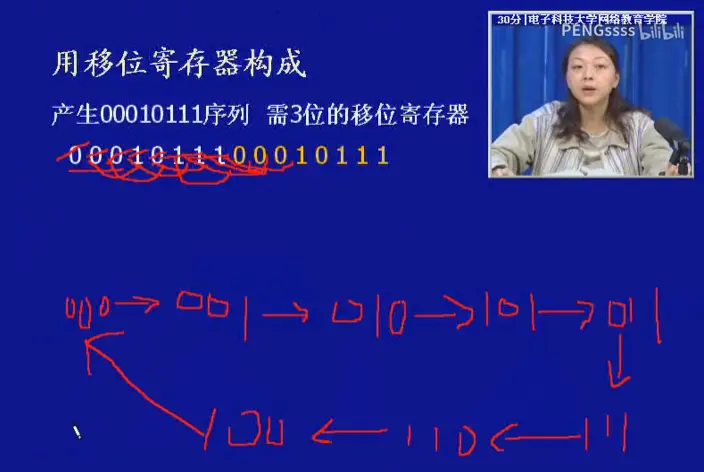 30分 电子科技大学网络教育学院
PENGssss bilibili
用移位寄存器构成
产生00010111序列 需3位的移位寄存器
0001011100010111
000→001→010→101→011
100←110←111